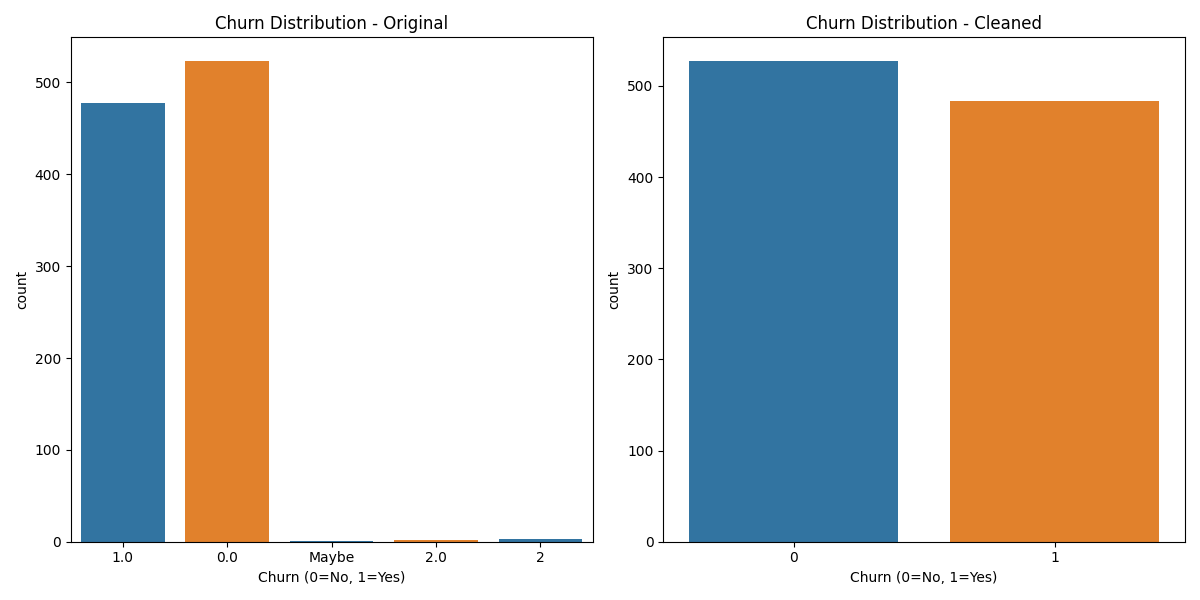 Churn Distribution - Original
count
500
400
300
200
100
0
1.0 0.0 Maybe 2.0 2
Churn (0=No, 1=Yes)
Churn Distribution - Cleaned
count
500
400
300
200
100
0
0 1
Churn (0=No, 1=Yes)